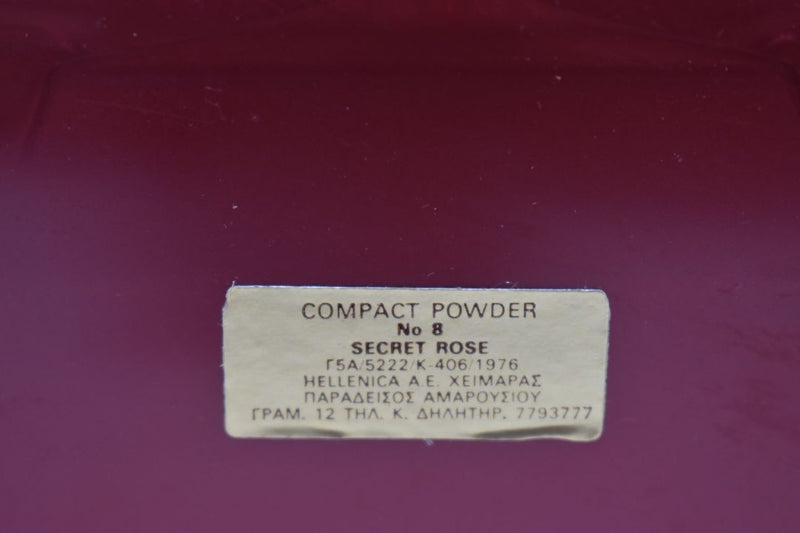 COMPACT POWDER
No 8
SECRET ROSE
Γ5Α/5222/Κ-406/1976
HELLENICA A.E. ΧΕΙΜΑΡΑΣ
ΠΑΡΑΔΕΙΣΟΣ ΑΜΑΡΟΥΣΙΟΥ
ΓΡΑΜ. 12 ΤΗΛ. Κ. ΔΗΛΗΤΗΡ. 7793777